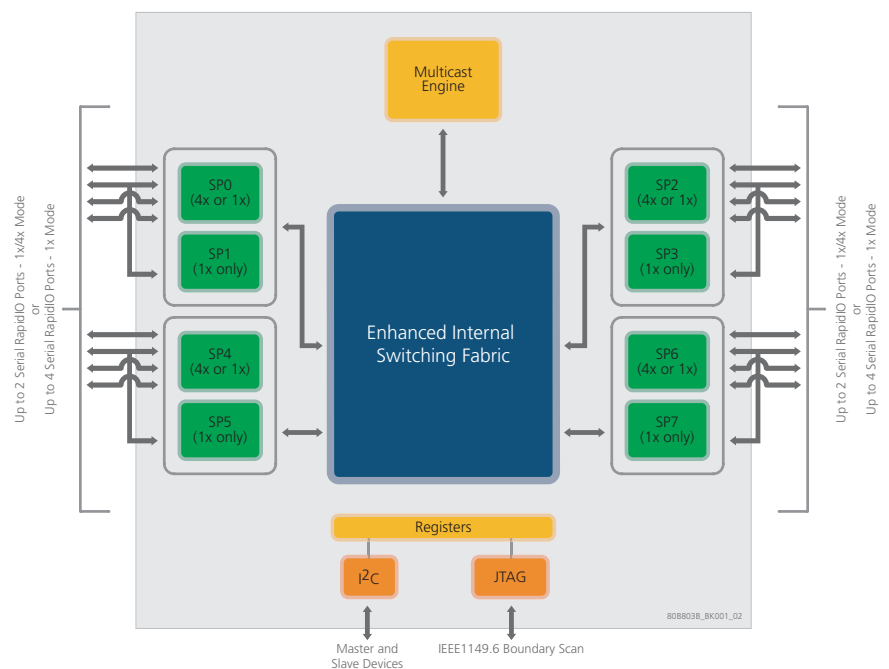 Multicast
Engine
SP0
(4x or 1x)
SP1
(1x only)
SP2
(4x or 1x)
SP3
(1x only)
Up to 2 Serial RapidIO Ports - 1x/4x Mode
or
Up to 4 Serial RapidIO Ports - 1x Mode
Enhanced Internal
Switching Fabric
SP4
(4x or 1x)
SP5
(1x only)
SP6
(4x or 1x)
SP7
(1x only)
Up to 2 Serial RapidIO Ports - 1x/4x Mode
or
Up to 4 Serial RapidIO Ports - 1x Mode
Registers
I²C
JTAG
80B803B_BK001_02
Master and
Slave Devices
IEEE1149.6 Boundary Scan